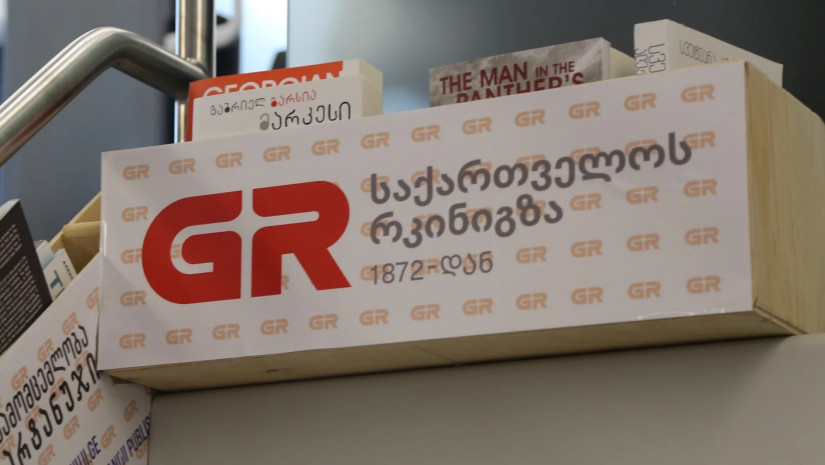 GEORGIAN
გაბრიელ გარსია
მარკესი
THE MAN IN THE
PANTHER'S
GR
საქართველოს
რკინიგზა
1872-დან